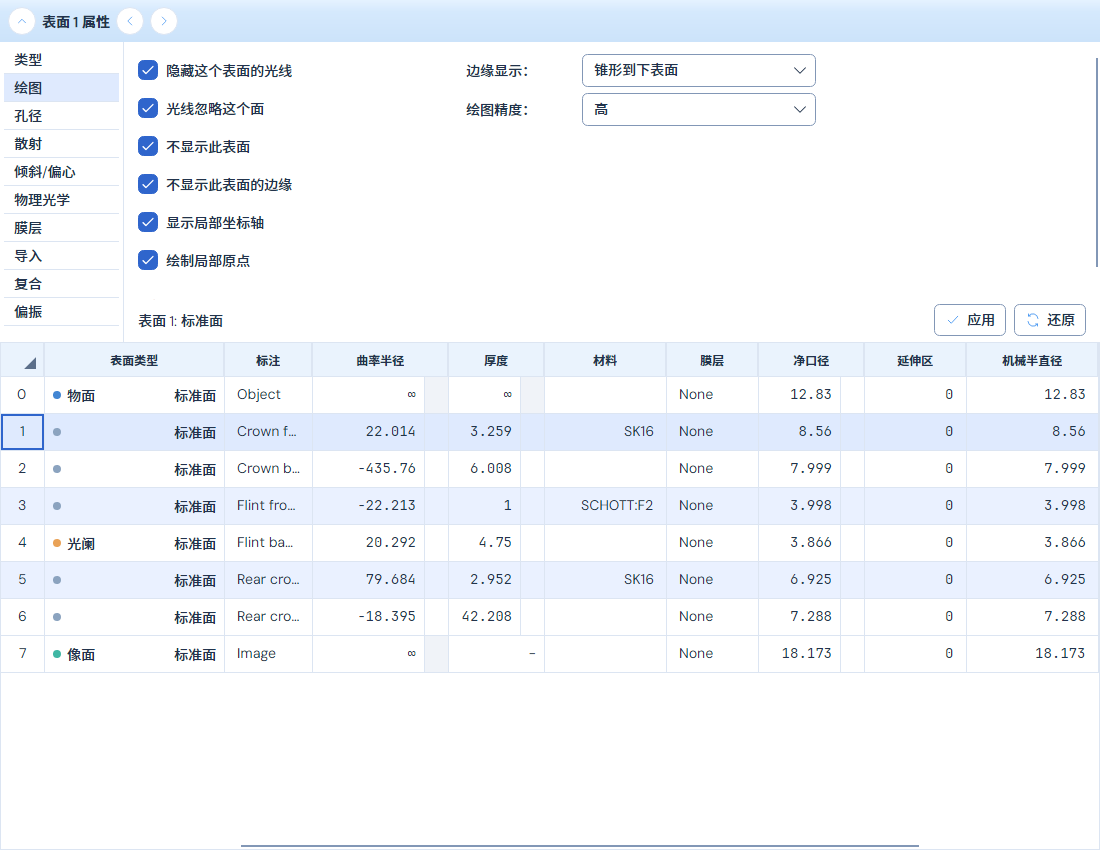 表面 1 属性
类型
绘图
孔径
散射
倾斜/偏心
物理光学
膜层
导入
复合
偏振
隐藏这个表面的光线
光线忽略这个面
不显示此表面
不显示此表面的边缘
显示局部坐标轴
绘制局部原点
边缘显示： 锥形到下表面
绘图精度： 高
表面 1: 标准面 应用 还原
表面类型 标注 曲率半径 厚度 材料 膜层 净口径 延伸区 机械半直径
0 物面 标准面 Object ∞ ∞ None 12.83 0 12.83
1 标准面 Crown f... 22.014 3.259 SK16 None 8.56 0 8.56
2 标准面 Crown b... -435.76 6.008 None 7.999 0 7.999
3 标准面 Flint fro... -22.213 1 SCHOTT:F2 None 3.998 0 3.998
4 光阑 标准面 Flint ba... 20.292 4.75 None 3.866 0 3.866
5 标准面 Rear cro... 79.684 2.952 SK16 None 6.925 0 6.925
6 标准面 Rear cro... -18.395 42.208 None 7.288 0 7.288
7 像面 标准面 Image ∞ - None 18.173 0 18.173